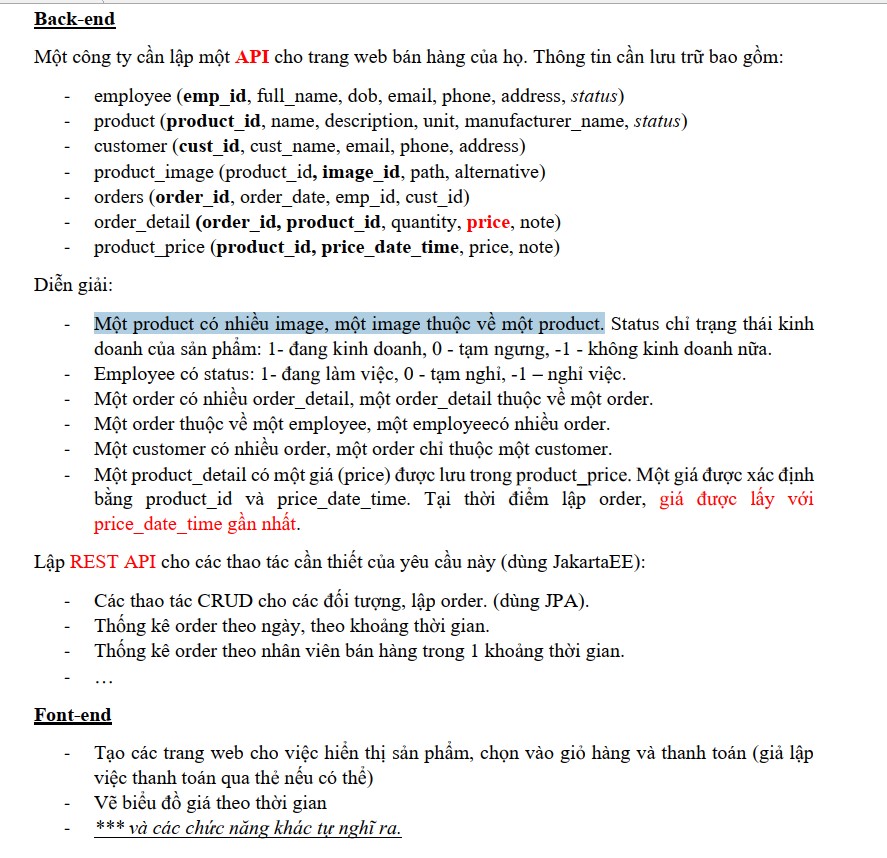 Back-end
Một công ty cần lập một API cho trang web bán hàng của họ. Thông tin cần lưu trữ bao gồm:
- employee (emp_id, full_name, dob, email, phone, address, status)
- product (product_id, name, description, unit, manufacturer_name, status)
- customer (cust_id, cust_name, email, phone, address)
- product_image (product_id, image_id, path, alternative)
- orders (order_id, order_date, emp_id, cust_id)
- order_detail (order_id, product_id, quantity, price, note)
- product_price (product_id, price_date_time, price, note)
Diễn giải:
- Một product có nhiều image, một image thuộc về một product. Status chỉ trạng thái kinh
doanh của sản phẩm: 1- đang kinh doanh, 0 - tạm ngưng, -1 - không kinh doanh nữa.
- Employee có status: 1- đang làm việc, 0 - tạm nghỉ, -1 – nghỉ việc.
- Một order có nhiều order_detail, một order_detail thuộc về một order.
- Một order thuộc về một employee, một employeecó nhiều order.
- Một customer có nhiều order, một order chỉ thuộc một customer.
- Một product_detail có một giá (price) được lưu trong product_price. Một giá được xác định
bằng product_id và price_date_time. Tại thời điểm lập order, giá được lấy với
price_date_time gần nhất.
Lập REST API cho các thao tác cần thiết của yêu cầu này (dùng JakartaEE):
- Các thao tác CRUD cho các đối tượng, lập order. (dùng JPA).
- Thống kê order theo ngày, theo khoảng thời gian.
- Thống kê order theo nhân viên bán hàng trong 1 khoảng thời gian.
- …
Font-end
- Tạo các trang web cho việc hiển thị sản phẩm, chọn vào giỏ hàng và thanh toán (giả lập
việc thanh toán qua thẻ nếu có thể)
- Vẽ biểu đồ giá theo thời gian
- *** và các chức năng khác tự nghĩ ra.